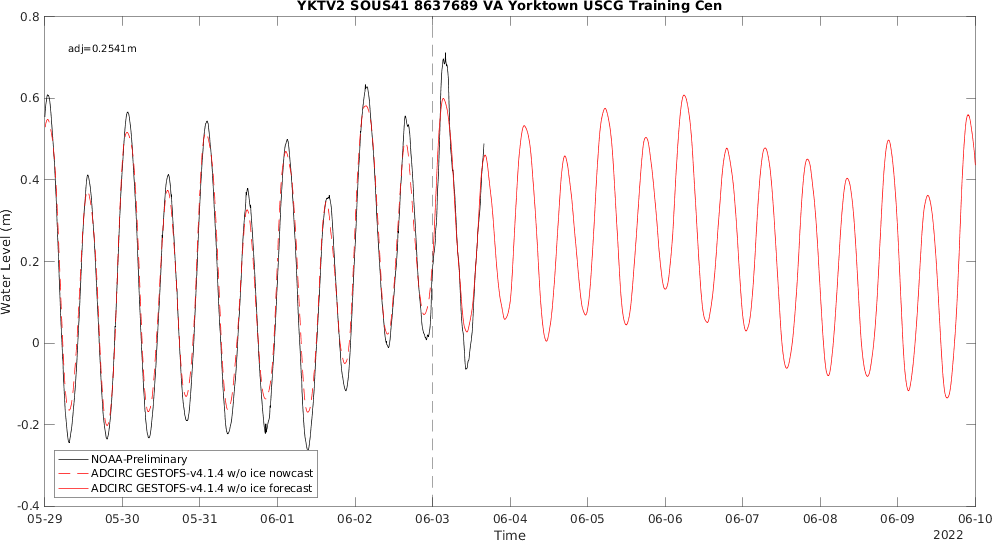 YKTV2 SOUS41 8637689 VA Yorktown USCG Training Cen
adj=0.2541m
0.8
0.6
0.4
0.2
0
-0.2
-0.4
Water Level (m)
NOAA-Preliminary
ADCIRC GESTOFS-v4.1.4 w/o ice nowcast
ADCIRC GESTOFS-v4.1.4 w/o ice forecast
05-29 05-30 05-31 06-01 06-02 06-03 06-04 06-05 06-06 06-07 06-08 06-09 06-10
Time
2022